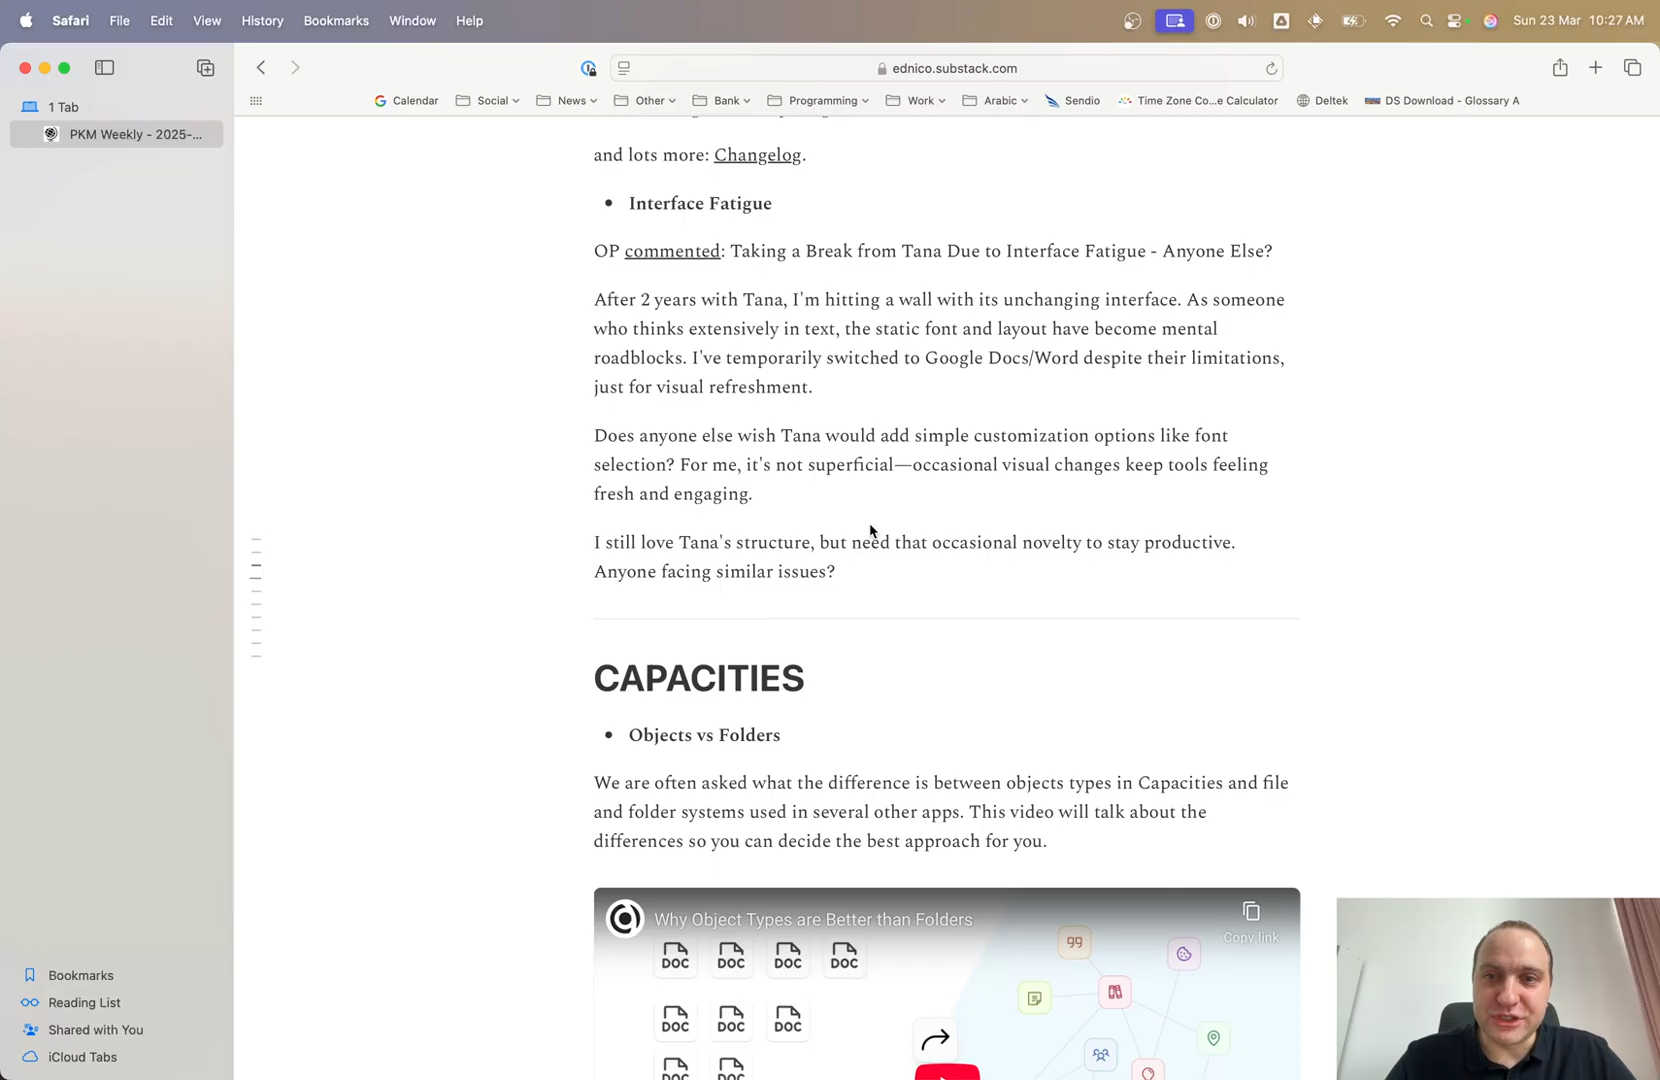 Safari File Edit View History Bookmarks Window Help
Sun 23 Mar 10:27 AM
ednico.substack.com
1 Tab
PKM Weekly - 2025-...
Calendar Social News Other Bank Programming Work Arabic Sendio Time Zone Co...e Calculator Deltek DS Download - Glossary A
and lots more: Changelog.
• Interface Fatigue
OP commented: Taking a Break from Tana Due to Interface Fatigue - Anyone Else?
After 2 years with Tana, I'm hitting a wall with its unchanging interface. As someone
who thinks extensively in text, the static font and layout have become mental
roadblocks. I've temporarily switched to Google Docs/Word despite their limitations,
just for visual refreshment.
Does anyone else wish Tana would add simple customization options like font
selection? For me, it's not superficial—occasional visual changes keep tools feeling
fresh and engaging.
I still love Tana's structure, but need that occasional novelty to stay productive.
Anyone facing similar issues?
CAPACITIES
• Objects vs Folders
We are often asked what the difference is between objects types in Capacities and file
and folder systems used in several other apps. This video will talk about the
differences so you can decide the best approach for you.
Why Object Types are Better than Folders
Copy link
DOC DOC DOC DOC
DOC DOC DOC
DOC DOC
Bookmarks
Reading List
Shared with You
iCloud Tabs